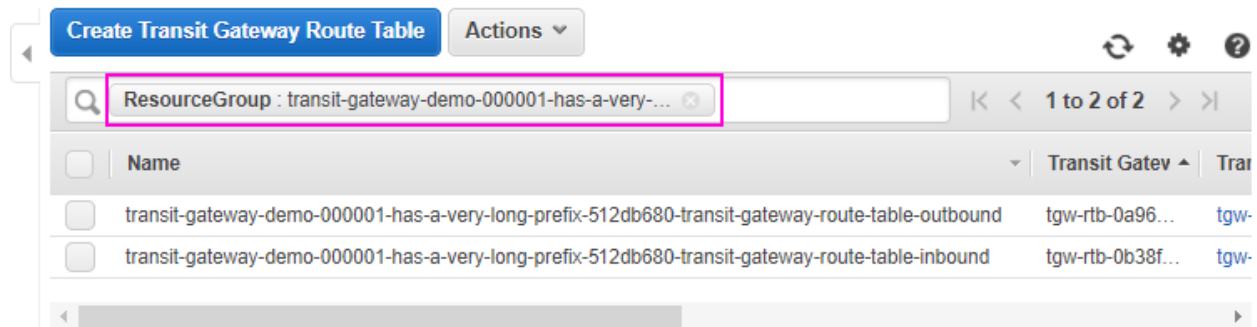 Create Transit Gateway Route Table Actions
ResourceGroup : transit-gateway-demo-000001-has-a-very-... 1 to 2 of 2
Name Transit Gatew Tran
transit-gateway-demo-000001-has-a-very-long-prefix-512db680-transit-gateway-route-table-outbound tgw-rtb-0a96... tgw-
transit-gateway-demo-000001-has-a-very-long-prefix-512db680-transit-gateway-route-table-inbound tgw-rtb-0b38f... tgw-